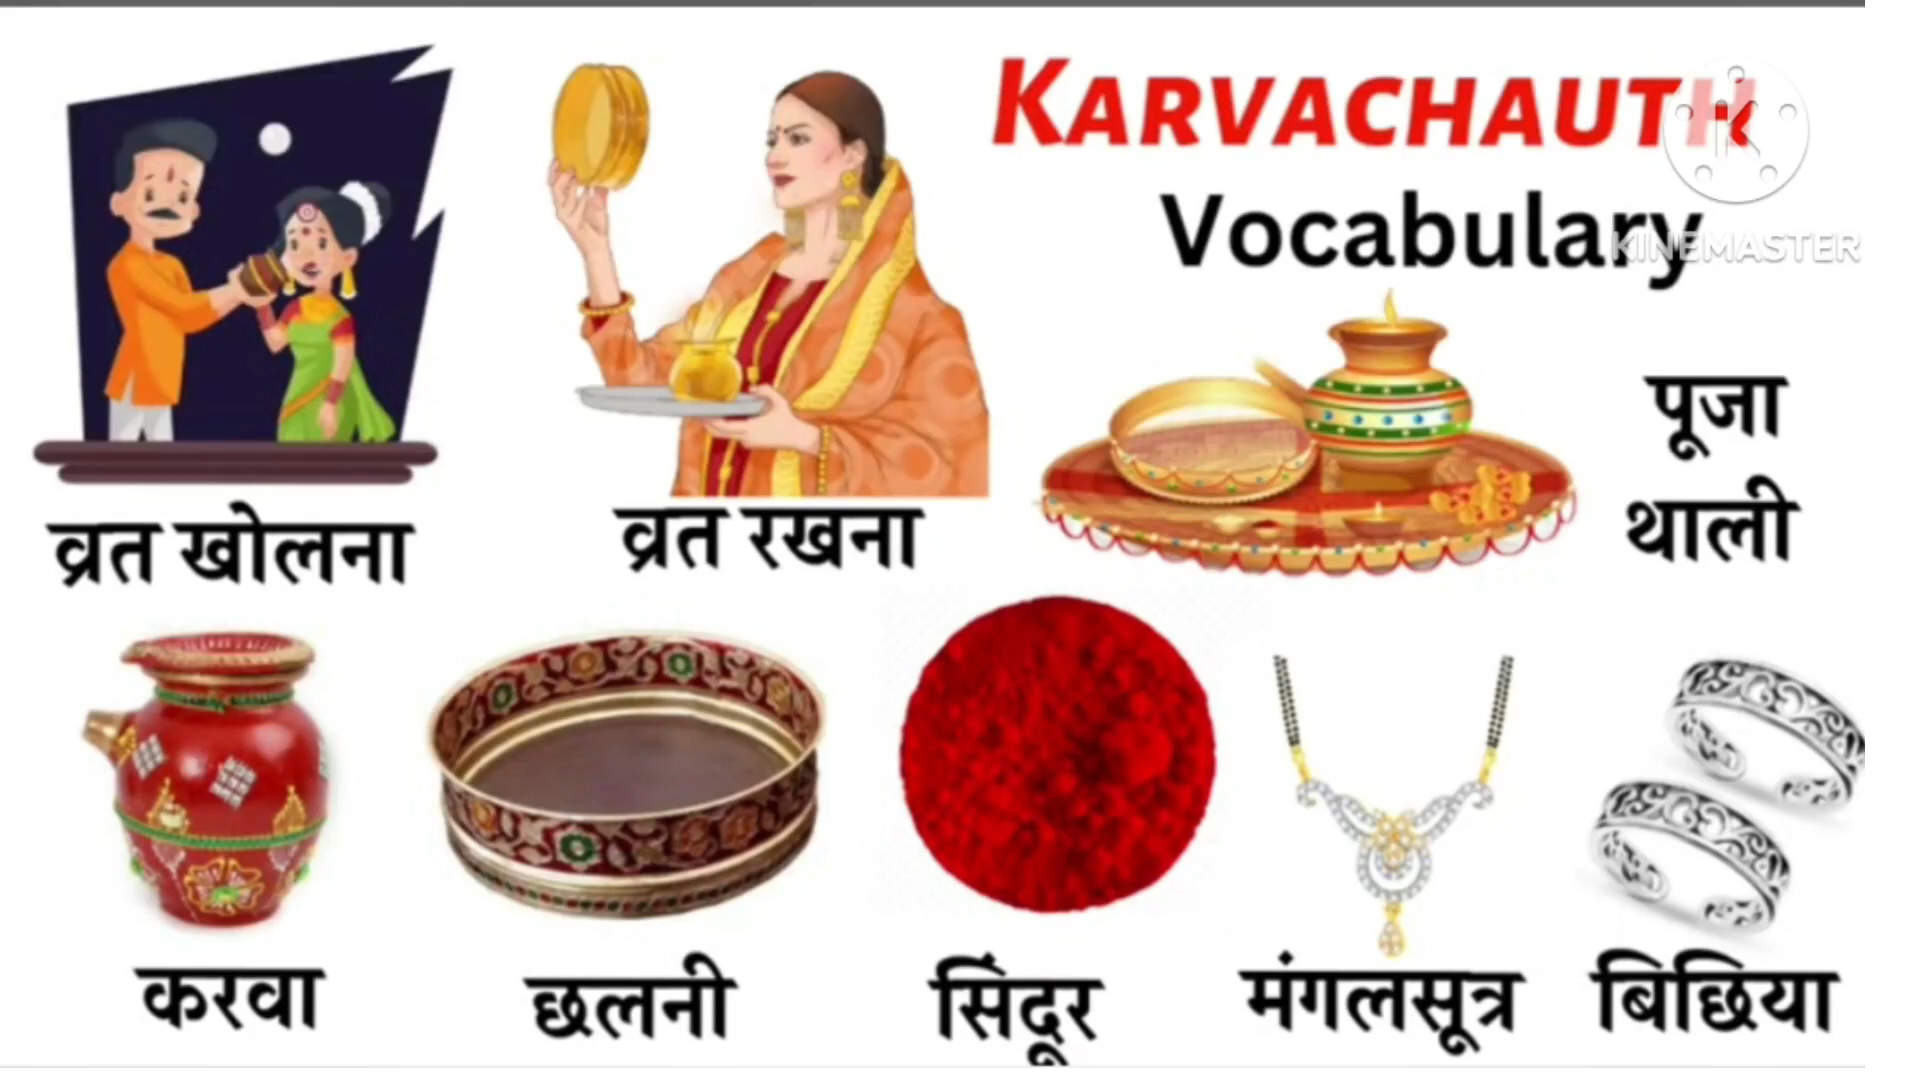 KARVACHAUTH
Vocabulary
KINEMASTER
व्रत खोलना
व्रत रखना
पूजा
थाली
करवा
छलनी
सिंदूर
मंगलसूत्र
बिछिया